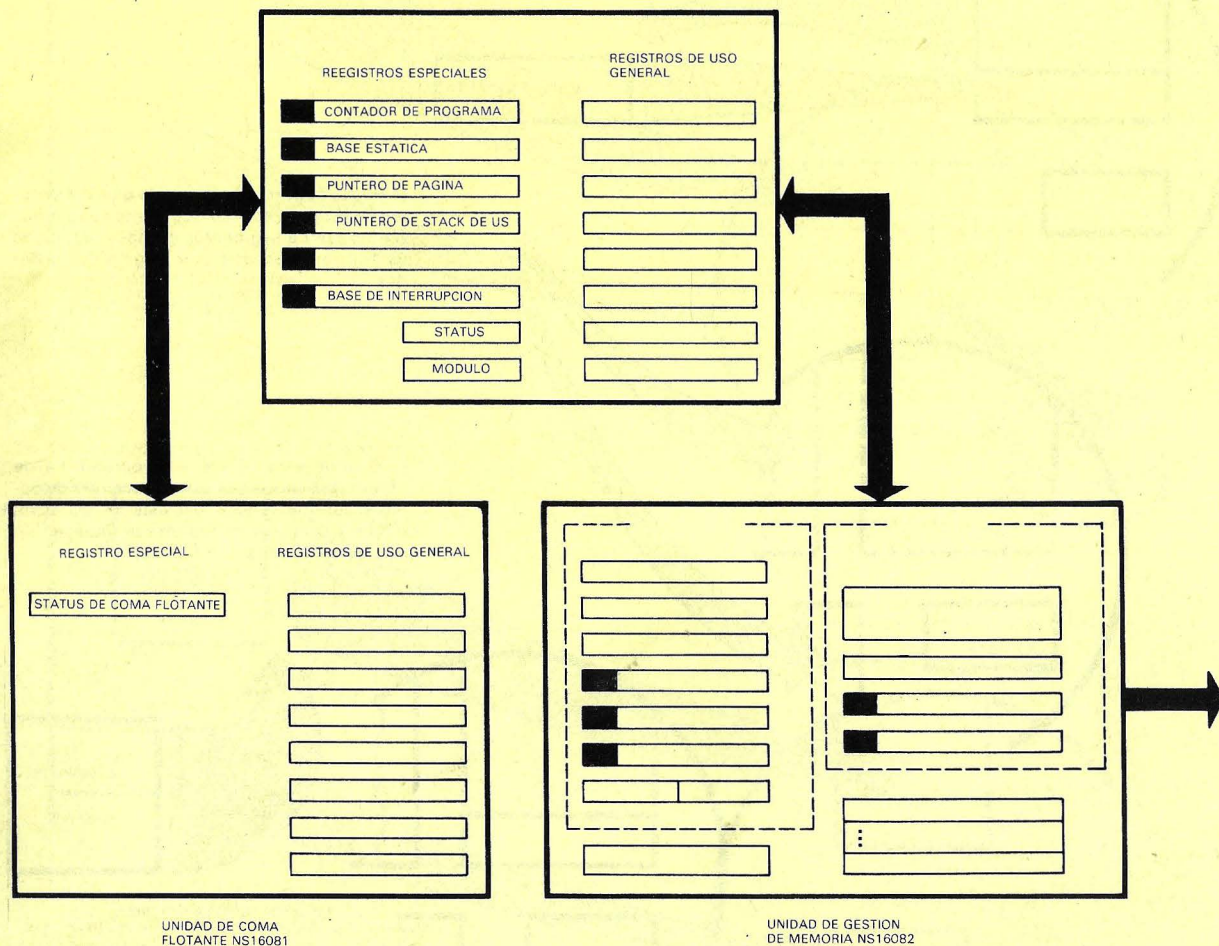 REEGISTROS ESPECIALES
REGISTROS DE USO
GENERAL
CONTADOR DE PROGRAMA
BASE ESTATICA
PUNTERO DE PAGINA
PUNTERO DE STACK DE US
BASE DE INTERRUPCION
STATUS
MODULO
REGISTRO ESPECIAL
REGISTROS DE USO GENERAL
STATUS DE COMA FLOTANTE
UNIDAD DE COMA
FLOTANTE NS16081
UNIDAD DE GESTION
DE MEMORIA NS16082